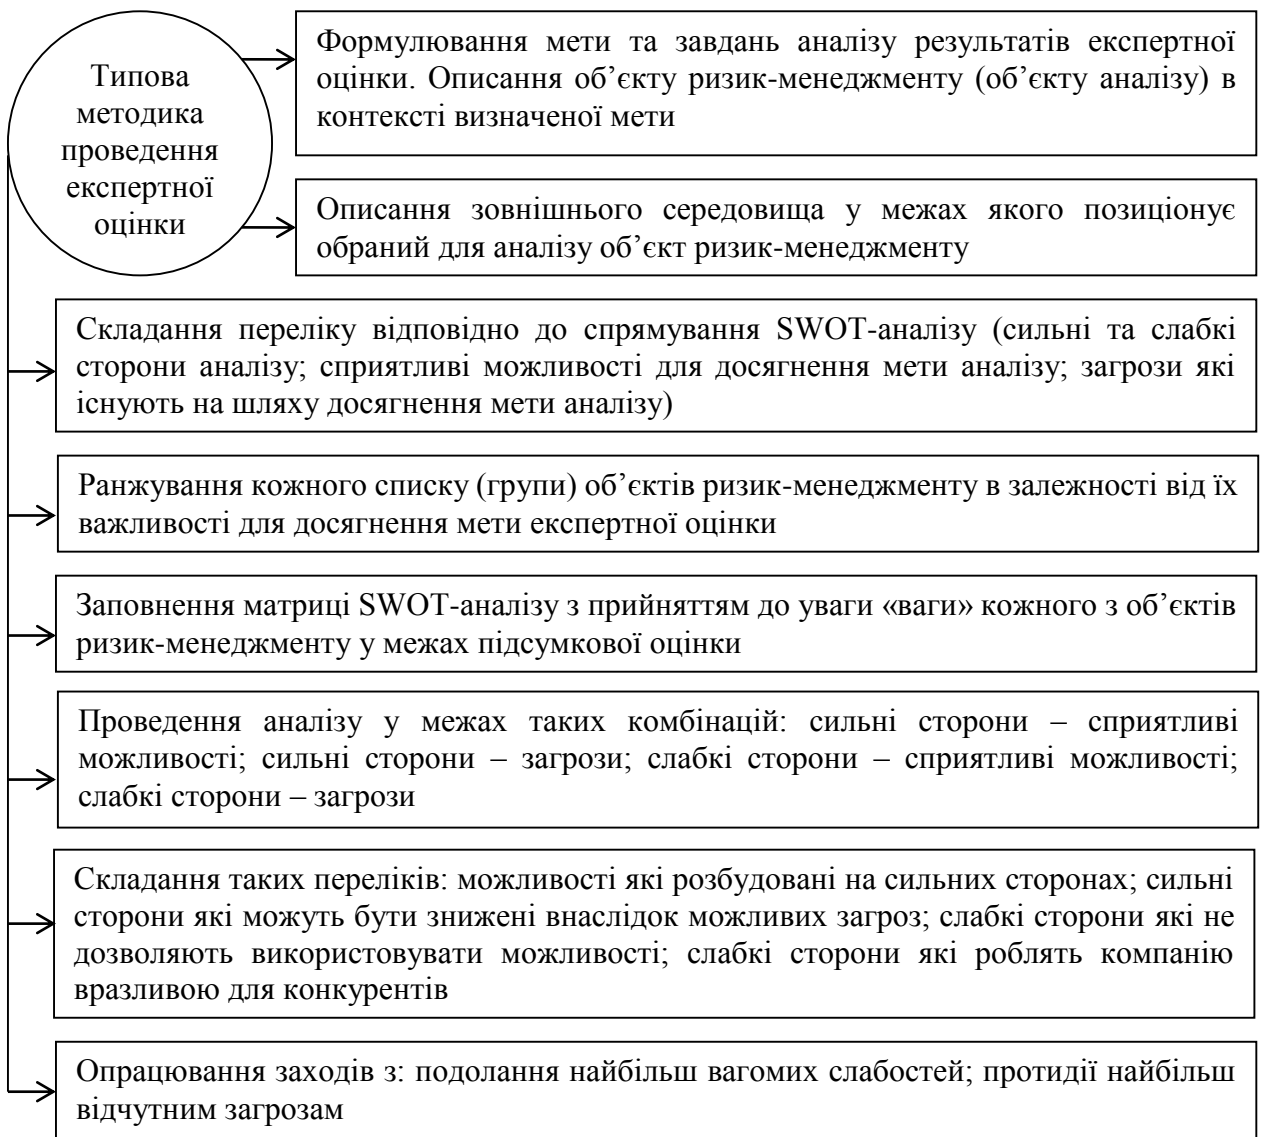 Типова
методика
проведення
експертної
оцінки
Формулювання мети та завдань аналізу результатів експертної
оцінки. Описання об’єкту ризик-менеджменту (об’єкту аналізу) в
контексті визначеної мети
Описання зовнішнього середовища у межах якого позиціонує
обраний для аналізу об’єкт ризик-менеджменту
Складання переліку відповідно до спрямування SWOT-аналізу (сильні та слабкі
сторони аналізу; сприятливі можливості для досягнення мети аналізу; загрози які
існують на шляху досягнення мети аналізу)
Ранжування кожного списку (групи) об’єктів ризик-менеджменту в залежності від їх
важливості для досягнення мети експертної оцінки
Заповнення матриці SWOT-аналізу з прийняттям до уваги «ваги» кожного з об’єктів
ризик-менеджменту у межах підсумкової оцінки
Проведення аналізу у межах таких комбінацій: сильні сторони – сприятливі
можливості; сильні сторони – загрози; слабкі сторони – сприятливі можливості;
слабкі сторони – загрози
Складання таких переліків: можливості які розбудовані на сильних сторонах; сильні
сторони які можуть бути знижені внаслідок можливих загроз; слабкі сторони які не
дозволяють використовувати можливості; слабкі сторони які роблять компанію
вразливою для конкурентів
Опрацювання заходів з: подолання найбільш вагомих слабостей; протидії найбільш
відчутним загрозам